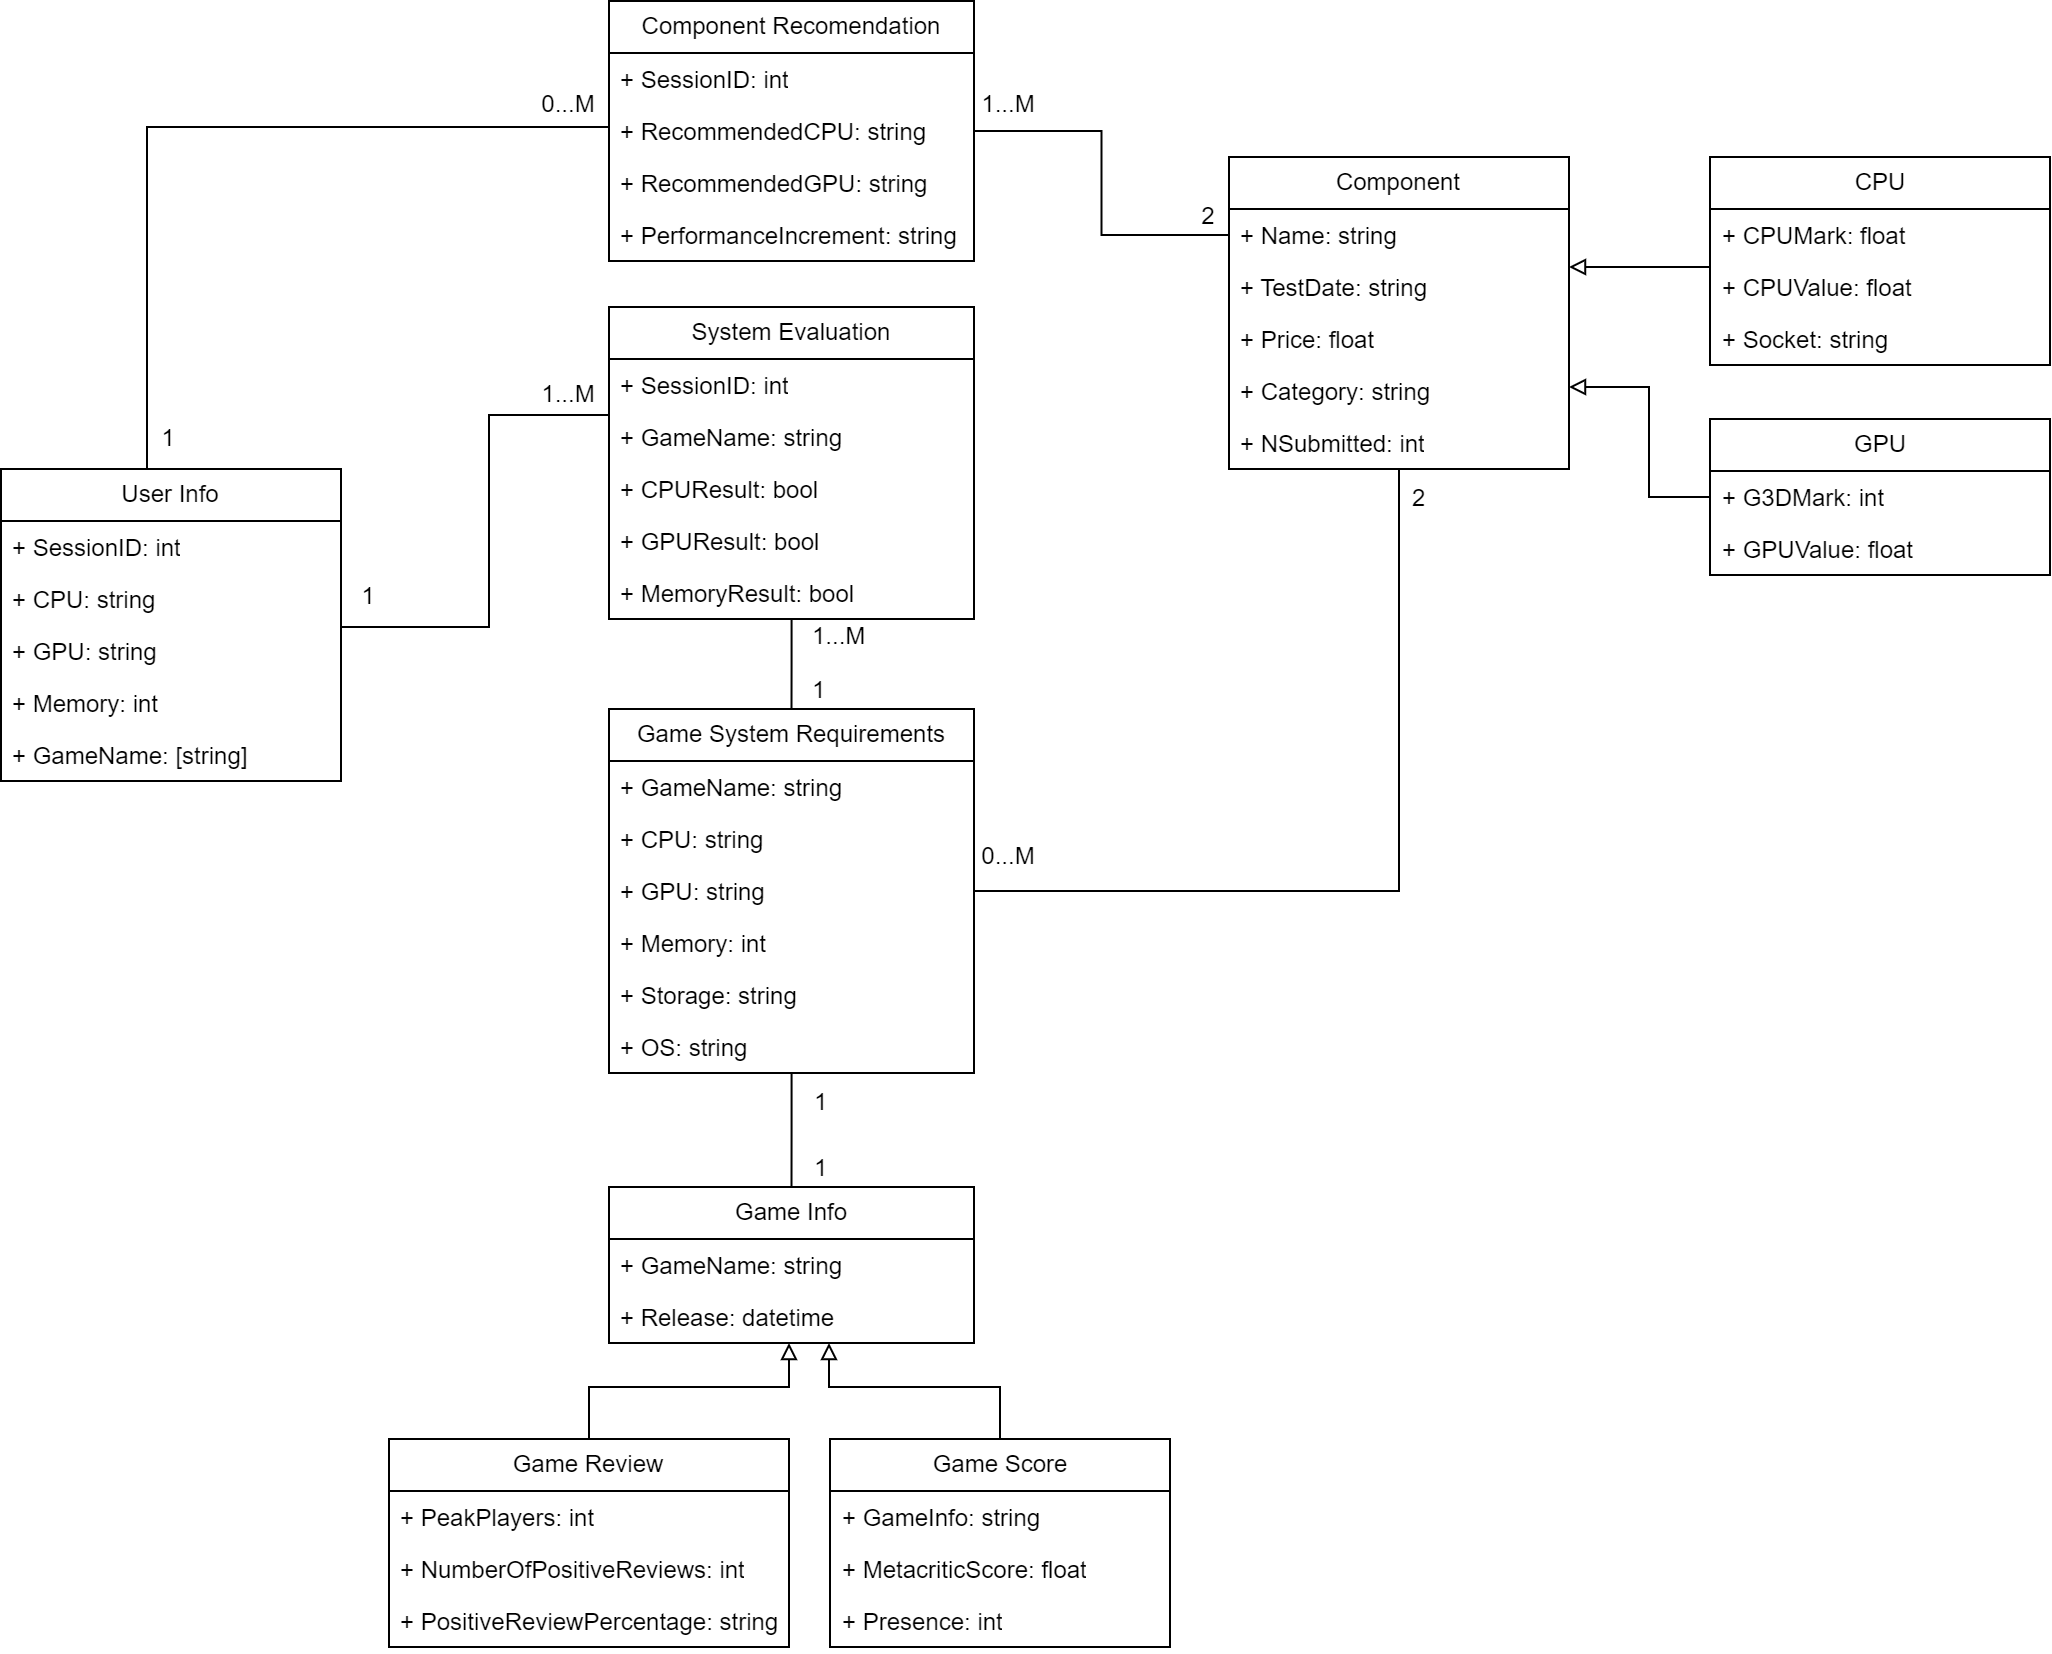 Component Recomendation
+ SessionID: int
+ RecommendedCPU: string
+ RecommendedGPU: string
+ PerformanceIncrement: string
0...M
1...M
1
2
Component
+ Name: string
+ TestDate: string
+ Price: float
+ Category: string
+ NSubmitted: int
CPU
+ CPUMark: float
+ CPUValue: float
+ Socket: string
GPU
+ G3DMark: int
+ GPUValue: float
System Evaluation
+ SessionID: int
+ GameName: string
+ CPUResult: bool
+ GPUResult: bool
+ MemoryResult: bool
1...M
1
User Info
+ SessionID: int
+ CPU: string
+ GPU: string
+ Memory: int
+ GameName: [string]
1...M
1
2
Game System Requirements
+ GameName: string
+ CPU: string
+ GPU: string
+ Memory: int
+ Storage: string
+ OS: string
0...M
1
1
Game Info
+ GameName: string
+ Release: datetime
Game Review
+ PeakPlayers: int
+ NumberOfPositiveReviews: int
+ PositiveReviewPercentage: string
Game Score
+ GameInfo: string
+ MetacriticScore: float
+ Presence: int